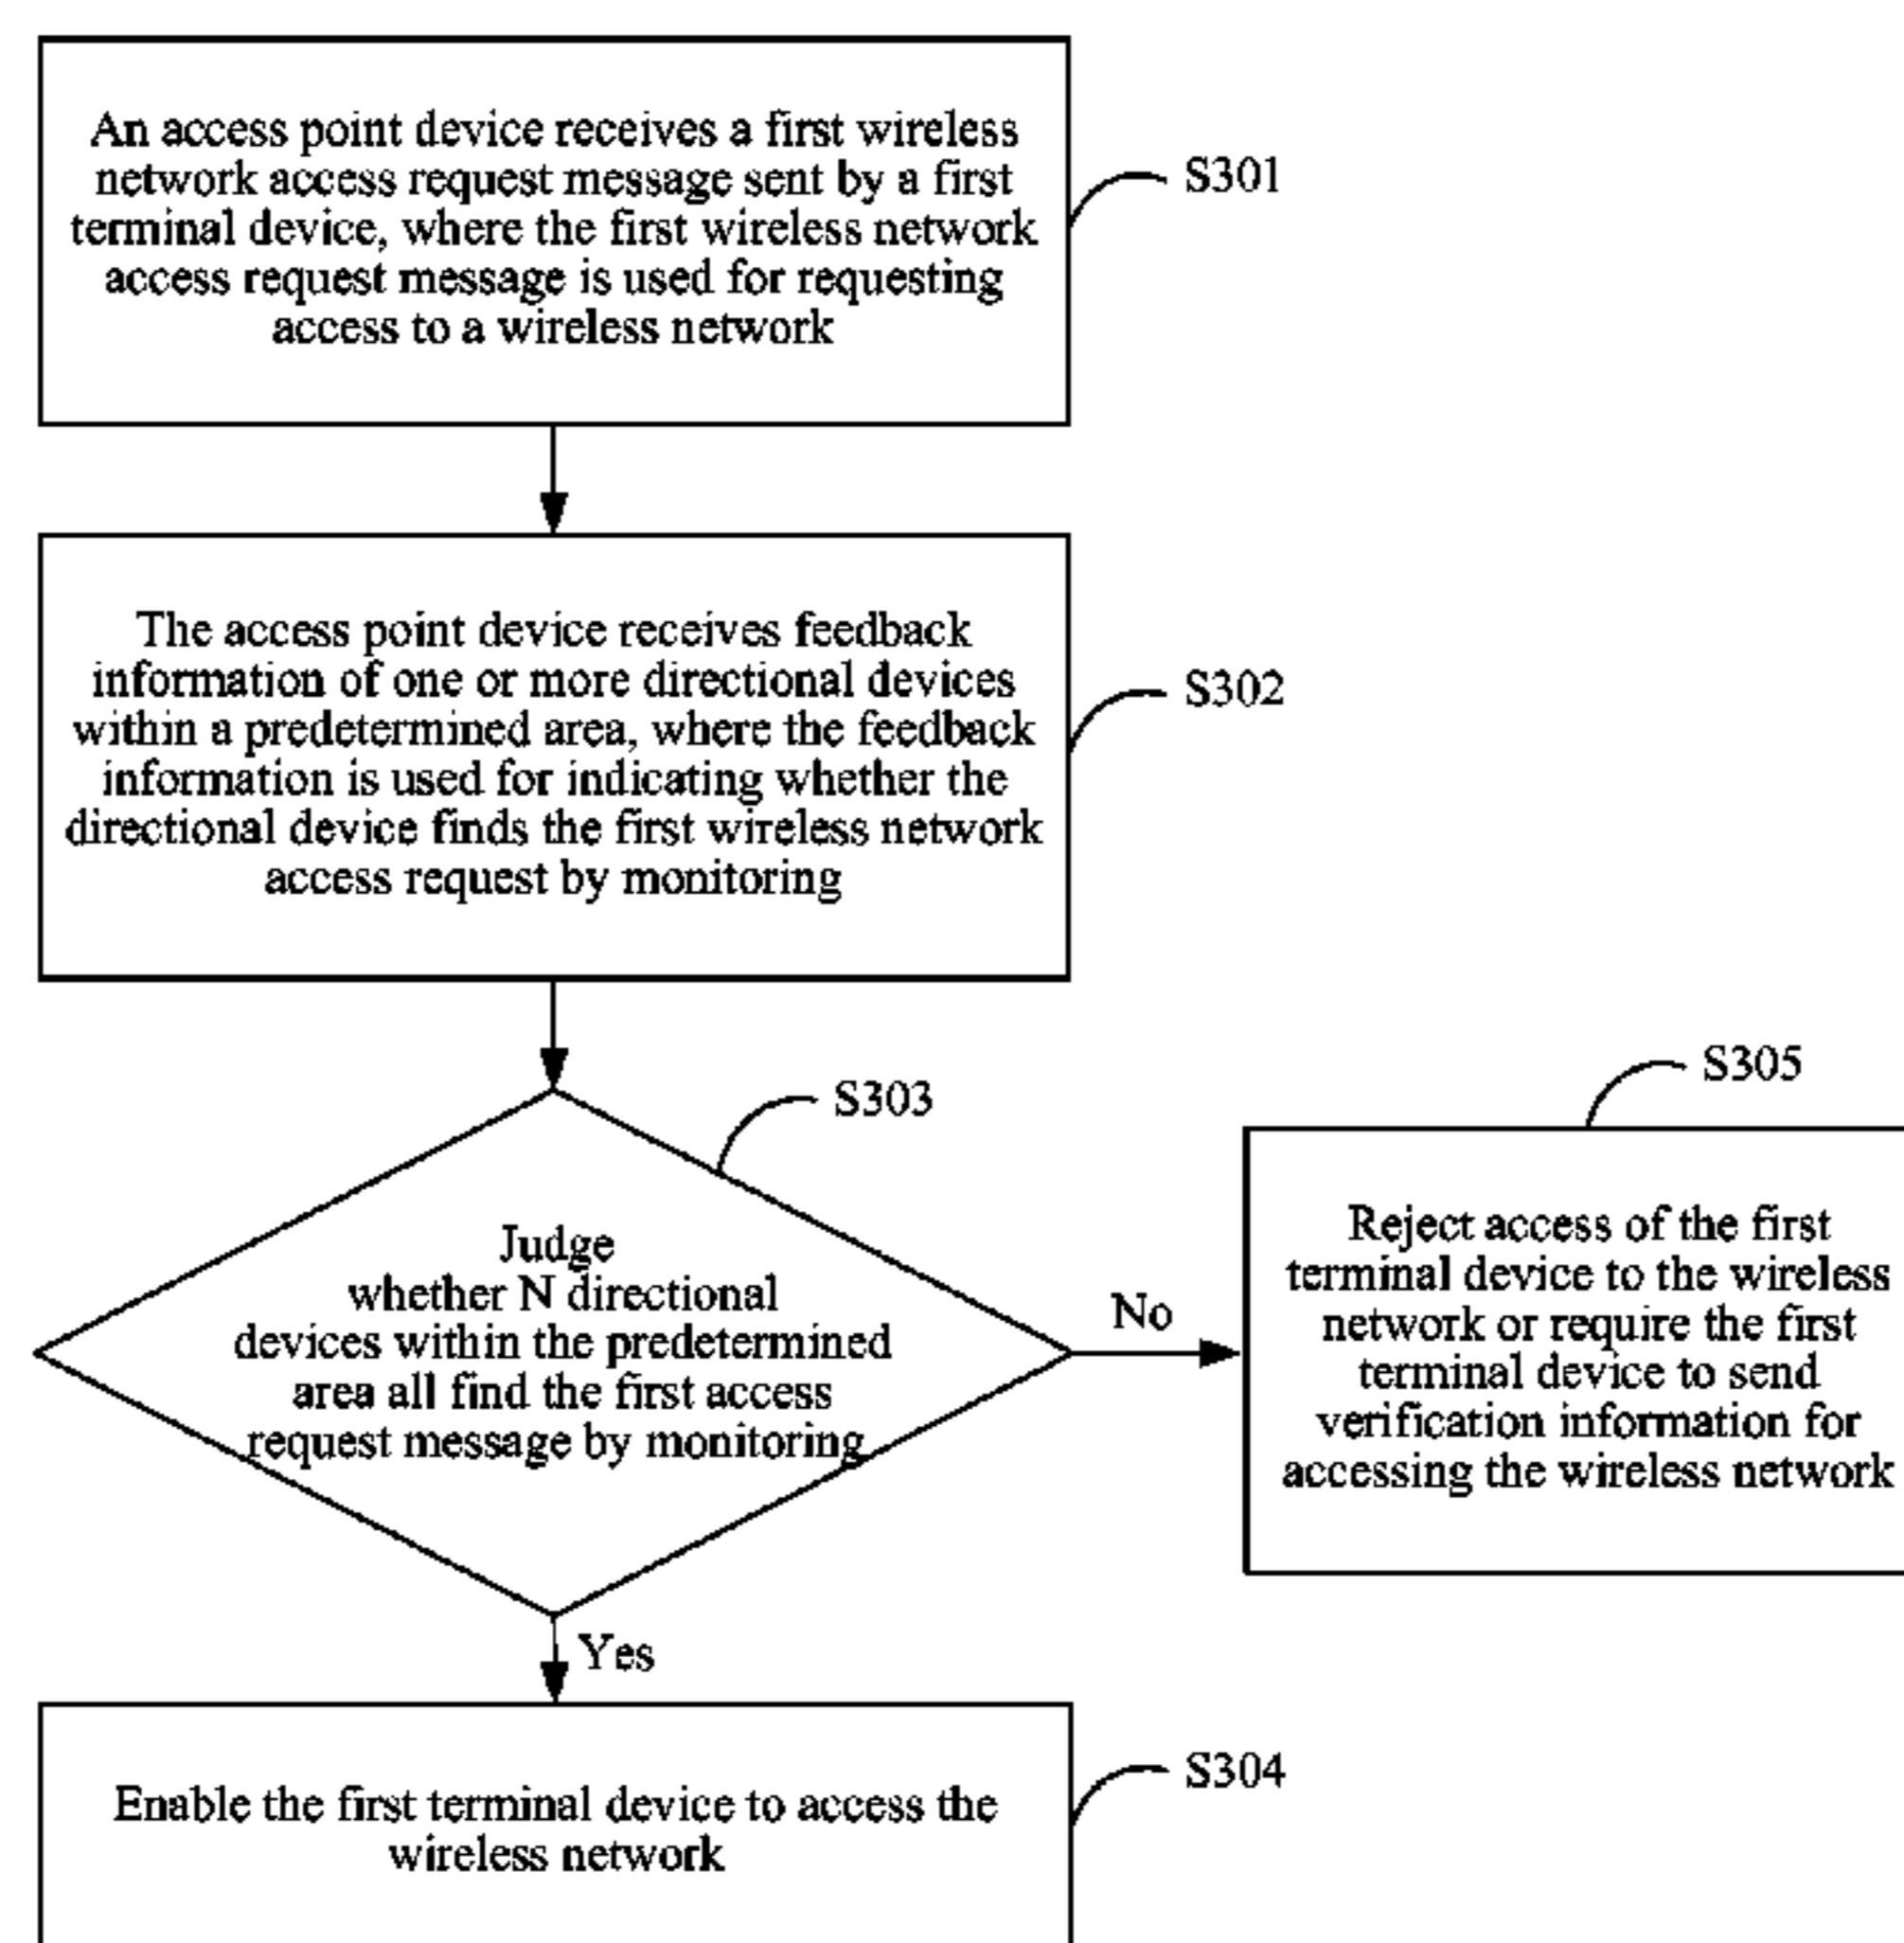 An access point device receives a first wireless
network access request message sent by a first
terminal device, where the first wireless network
access request message is used for requesting
access to a wireless network
S301
The access point device receives feedback
information of one or more directional devices
within a predetermined area, where the feedback
information is used for indicating whether the
directional device finds the first wireless network
access request by monitoring
S302
S303
Judge
whether N directional
devices within the predetermined
area all find the first access
request message by monitoring
No
S305
Reject access of the first
terminal device to the wireless
network or require the first
terminal device to send
verification information for
accessing the wireless network
Yes
Enable the first terminal device to access the
wireless network
S304